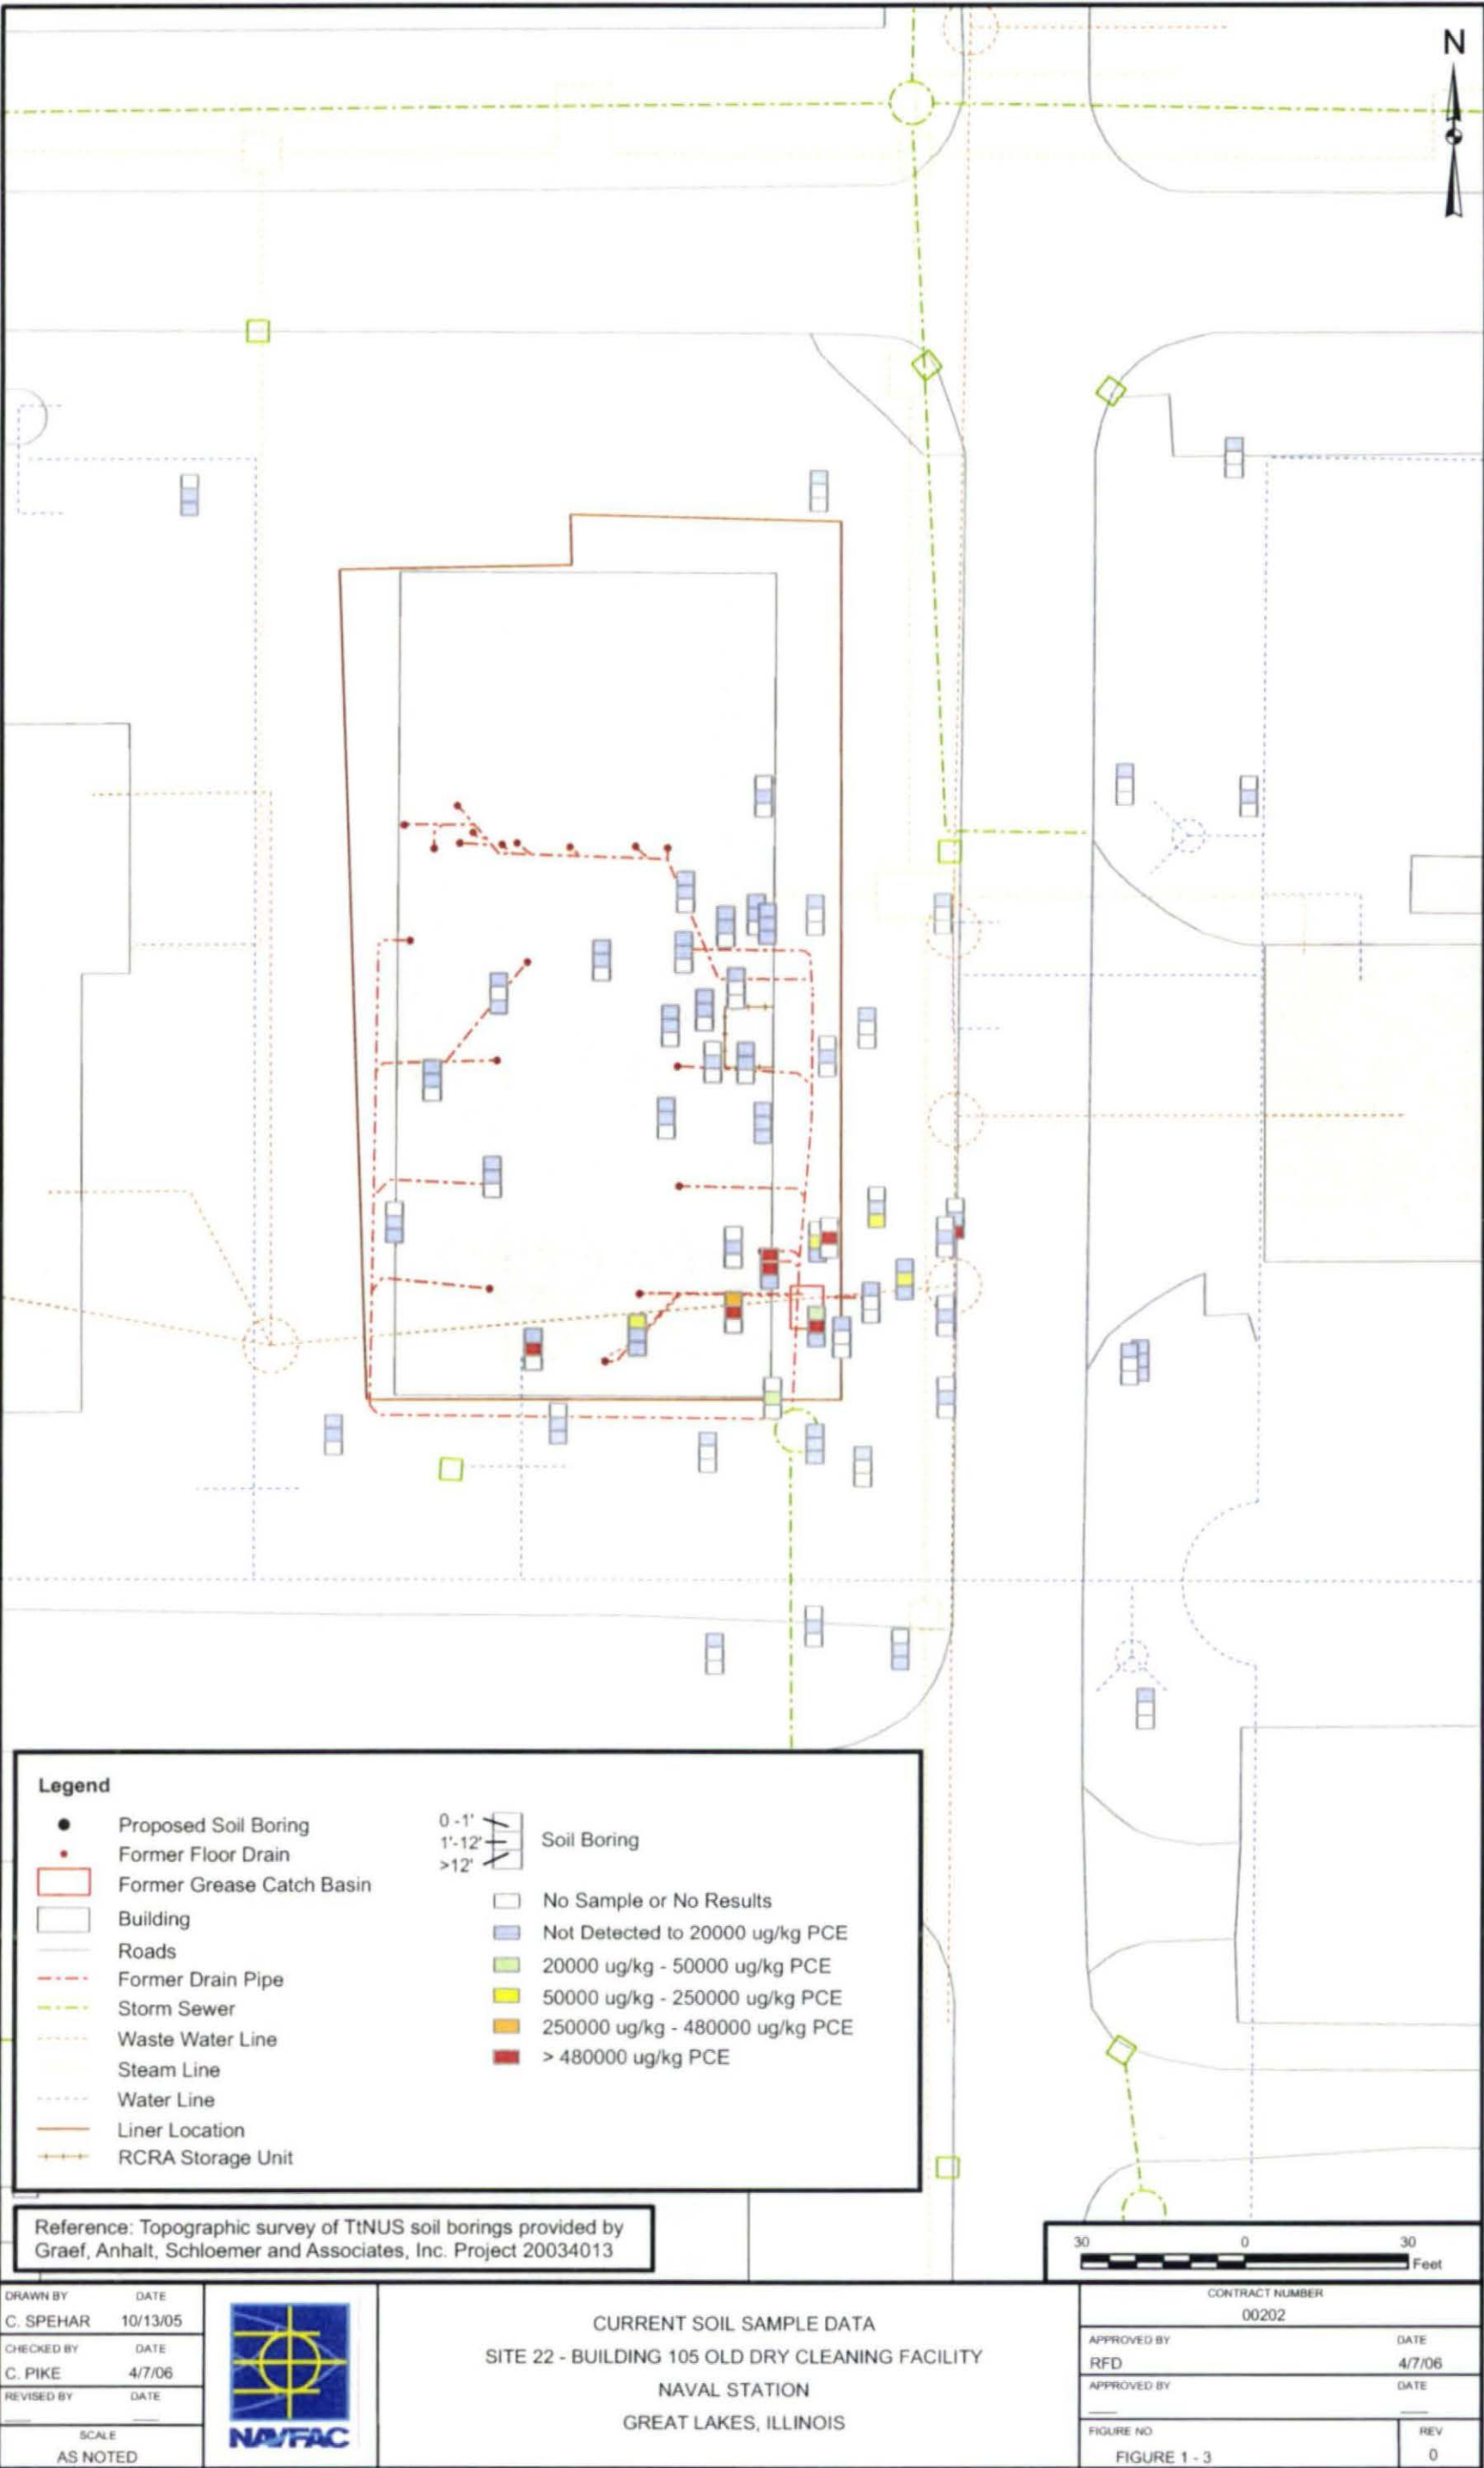 N
Legend
Proposed Soil Boring
Former Floor Drain
Former Grease Catch Basin
Building
Roads
Former Drain Pipe
Storm Sewer
Waste Water Line
Steam Line
Water Line
Liner Location
RCRA Storage Unit
0 -1'
1'-12'
>12'
Soil Boring
No Sample or No Results
Not Detected to 20000 ug/kg PCE
20000 ug/kg - 50000 ug/kg PCE
50000 ug/kg - 250000 ug/kg PCE
250000 ug/kg - 480000 ug/kg PCE
> 480000 ug/kg PCE
Reference: Topographic survey of TtNUS soil borings provided by
Graef, Anhalt, Schloemer and Associates, Inc. Project 20034013
30 0 30
Feet
DRAWN BY DATE
C. SPEHAR 10/13/05
CHECKED BY DATE
C. PIKE 4/7/06
REVISED BY DATE
SCALE
AS NOTED
NAVFAC
CURRENT SOIL SAMPLE DATA
SITE 22 - BUILDING 105 OLD DRY CLEANING FACILITY
NAVAL STATION
GREAT LAKES, ILLINOIS
CONTRACT NUMBER
00202
APPROVED BY DATE
RFD 4/7/06
APPROVED BY DATE
FIGURE NO REV
FIGURE 1 - 3 0